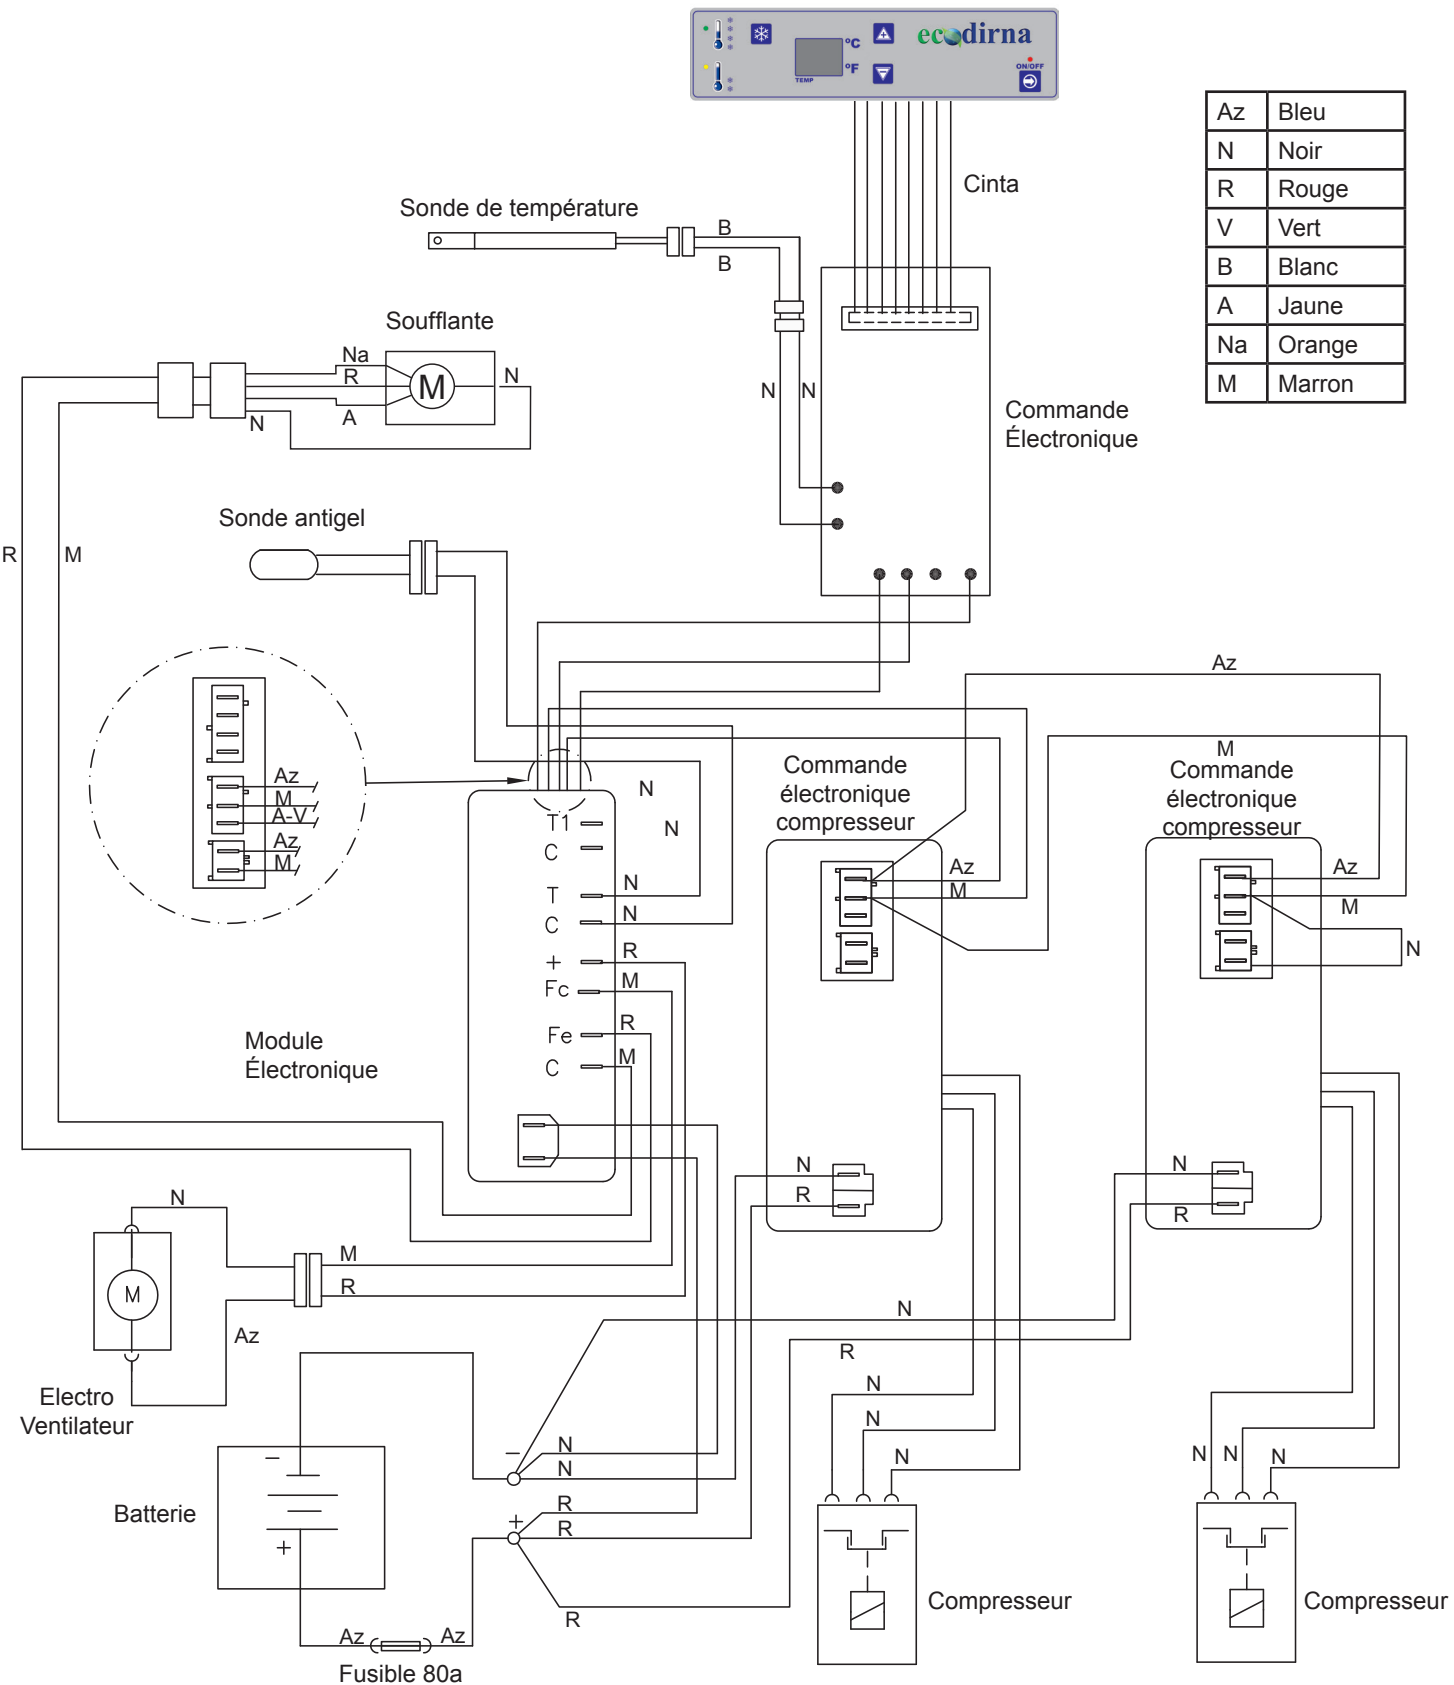 °C
°F
TEMP
ecodirna
ON/OFF
Az Bleu
N Noir
R Rouge
V Vert
B Blanc
A Jaune
Na Orange
M Marron
Cinta
Sonde de température
B
B
Soufflante
Na
R
A
M
N
N
N
N
Commande
Électronique
Sonde antigel
R
M
Az
M
A-V
Az
M
Az
M
N
N
T1
C
T
N
C
N
+
R
Fc
M
Fe
R
C
M
Module
Électronique
Commande
électronique
compresseur
Az
M
Commande
électronique
compresseur
Az
M
N
N
R
N
R
N
M
Az
M
R
Electro
Ventilateur
N
R
N
N
N
N
N
N
Batterie
−
+
−
N
N
+
R
R
R
Az
Az
Fusible 80a
Compresseur
Compresseur